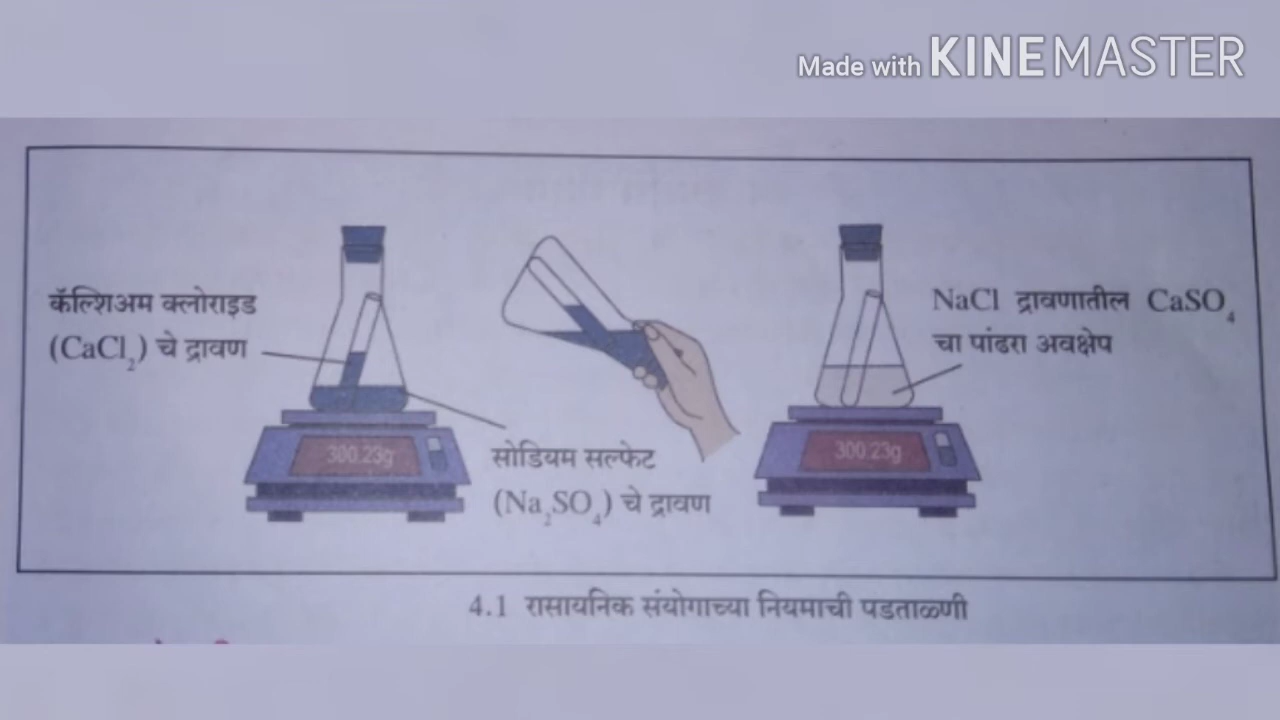 Made with KINEMASTER
कॅल्शिअम क्लोराइड
(CaCl₂) चे द्रावण
NaCl द्रावणातील CaSO₄
चा पांढरा अवक्षेप
300.23g
300.23g
सोडियम सल्फेट
(Na₂SO₄) चे द्रावण
4.1 रासायनिक संयोगाच्या नियमाची पडताळणी